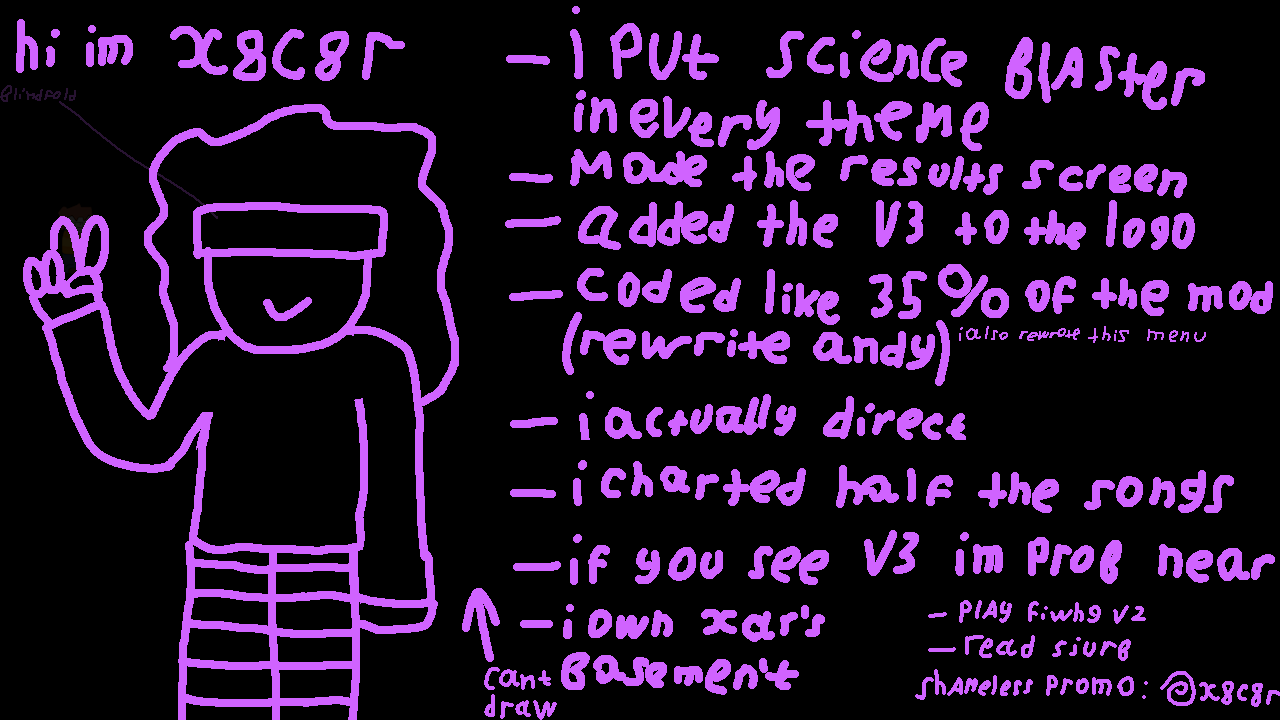 hi im x8c8r
blindfold
- i put science blaster
in every theme
- made the results screen
- added the V3 to the logo
- coded like 35% of the mod
(rewrite andy)
i also rewrote this menu
- i actually direct
- i charted half the songs
- if you see V3 im prob near
- i own xar's
basement
can't
draw
- play fiwhg v2
- read siurb
shameless promo: @x8c8r